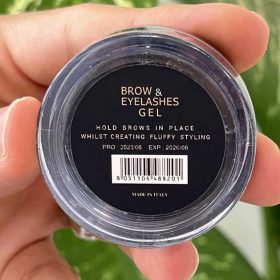 BROW &
EYELASHES
GEL
HOLD BROWS IN PLACE
WHILST CREATING FLUFFY STYLING
PRO : 2023/08 EXP : 2026/06
8 051106 488201
MADE IN ITALY